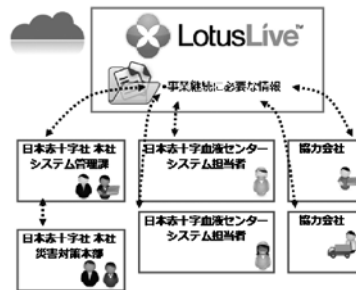 LotusLive™
•事業継続に必要な情報
日本赤十字社 本社
システム管理課
日本赤十字血液センター
システム担当者
協力会社
日本赤十字社 本社
災害対策本部
日本赤十字血液センター
システム担当者
協力会社